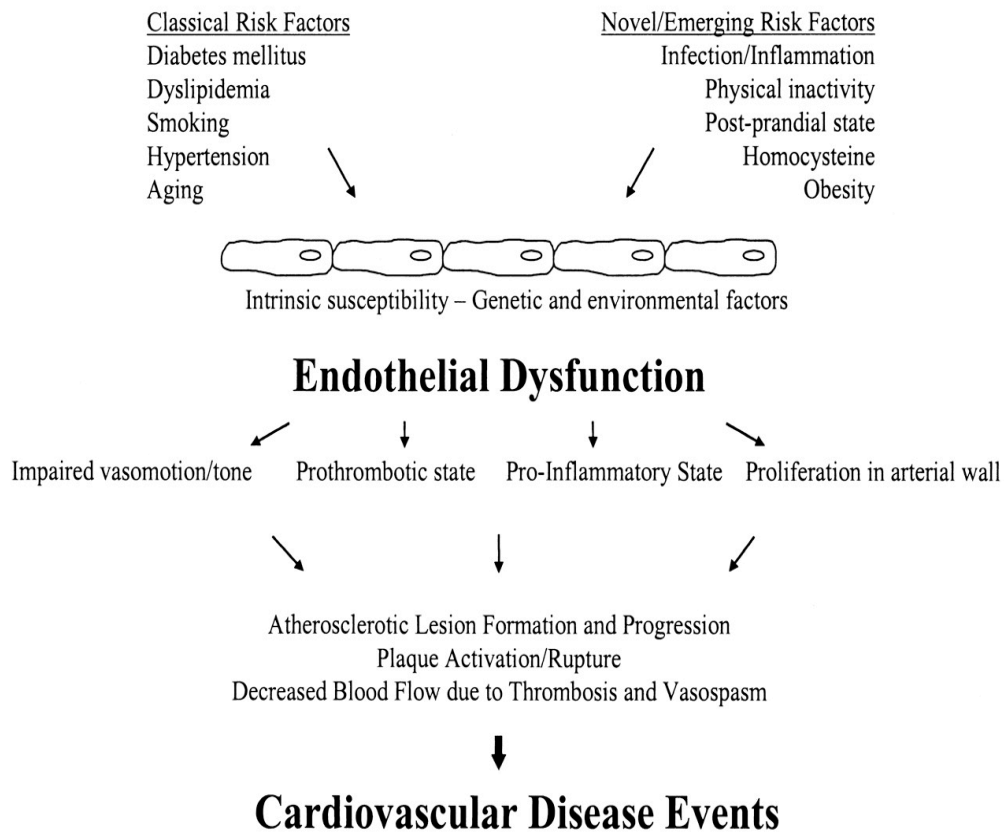 Classical Risk Factors
Diabetes mellitus
Dyslipidemia
Smoking
Hypertension
Aging
Novel/Emerging Risk Factors
Infection/Inflammation
Physical inactivity
Post-prandial state
Homocysteine
Obesity
Intrinsic susceptibility – Genetic and environmental factors
Endothelial Dysfunction
Impaired vasomotion/tone
Prothrombotic state
Pro-Inflammatory State
Proliferation in arterial wall
Atherosclerotic Lesion Formation and Progression
Plaque Activation/Rupture
Decreased Blood Flow due to Thrombosis and Vasospasm
Cardiovascular Disease Events